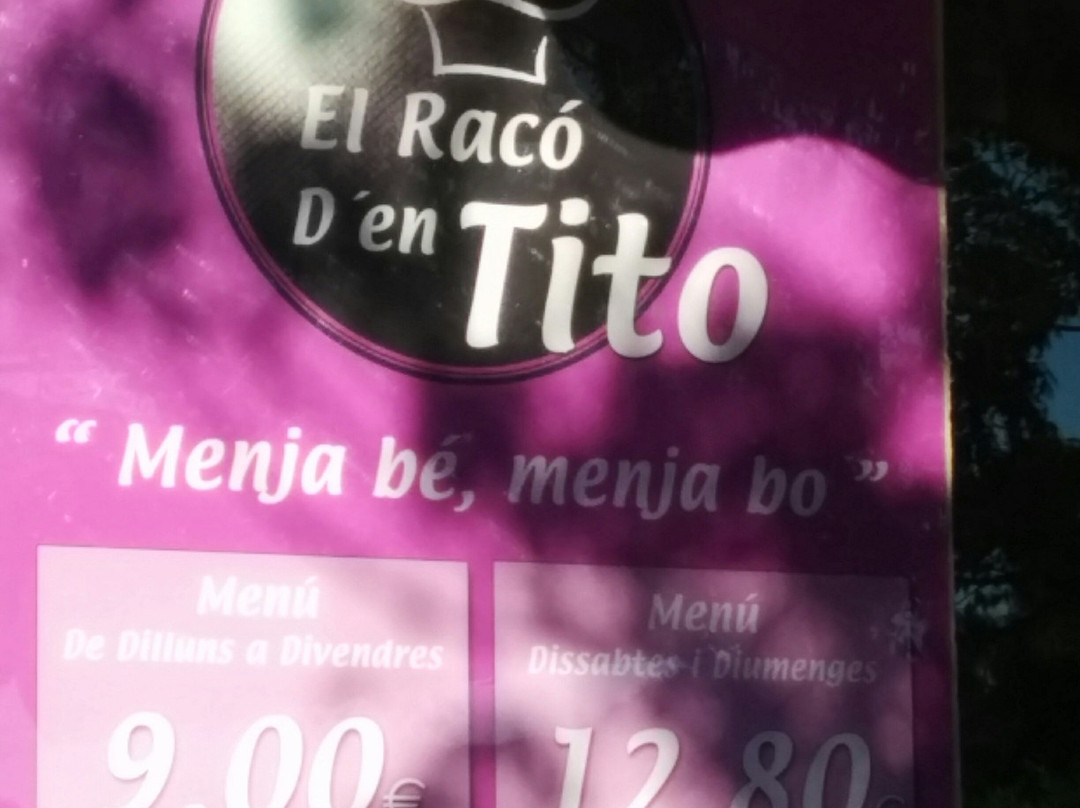 El Racó
D´en Tito
“ Menja bé, menja bo ”
Menú
De Dilluns a Divendres
9.00€
Menú
Dissabtes i Diumenges
12.80€